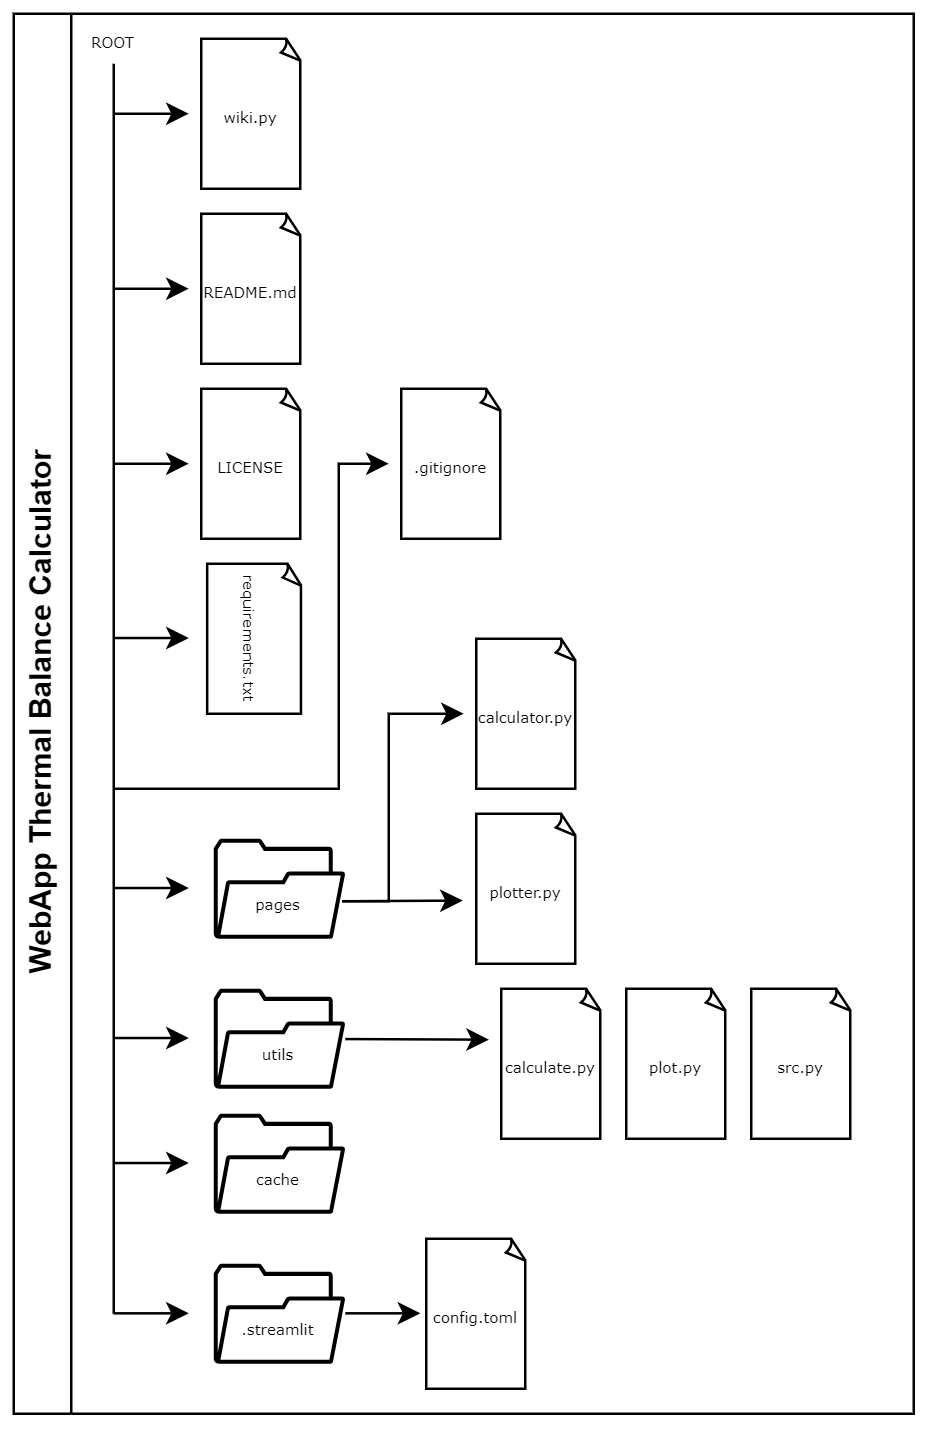 WebApp Thermal Balance Calculator
ROOT
wiki.py
README.md
LICENSE
.gitignore
requirements.txt
calculator.py
pages
plotter.py
utils
calculate.py
plot.py
src.py
cache
.streamlit
config.toml